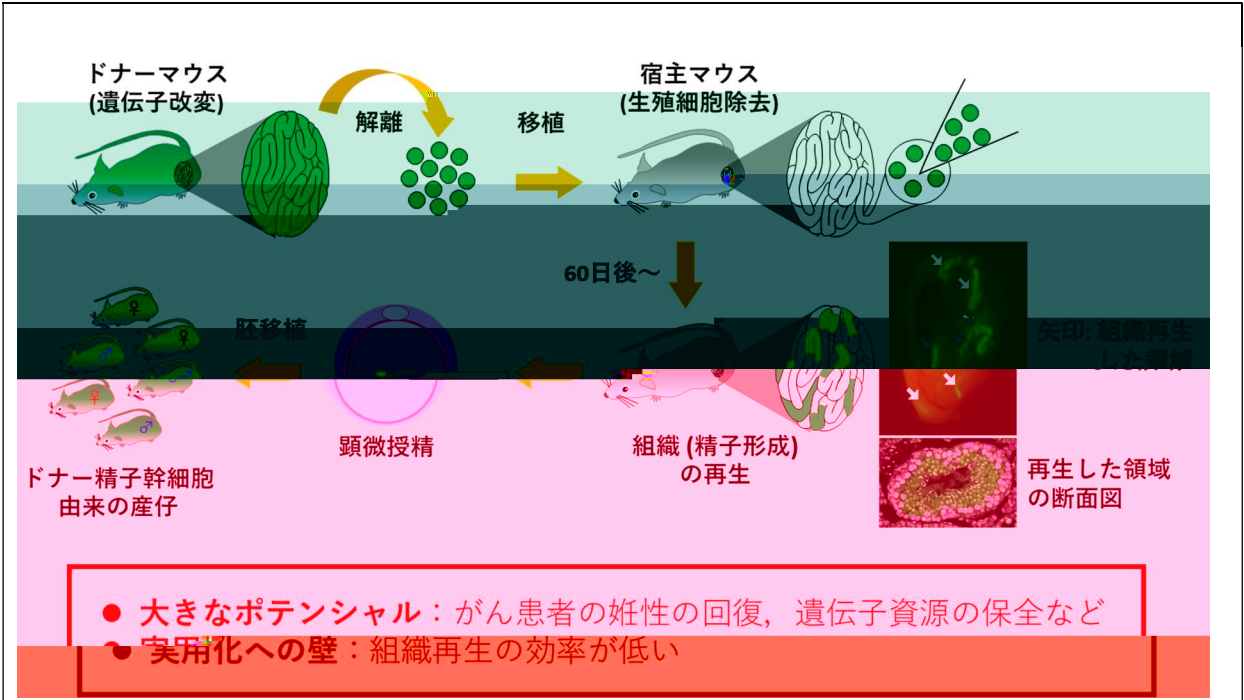 ドナーマウス
(遺伝子改変)
解離
移植
宿主マウス
(生殖細胞除去)
60日後〜
胚移植
矢印: 組織再生
した領域
顕微授精
組織 (精子形成)
の再生
再生した領域
の断面図
ドナー精子幹細胞
由来の産仔
● 大きなポテンシャル：がん患者の妊性の回復，遺伝子資源の保全など
● 実用化への壁：組織再生の効率が低い